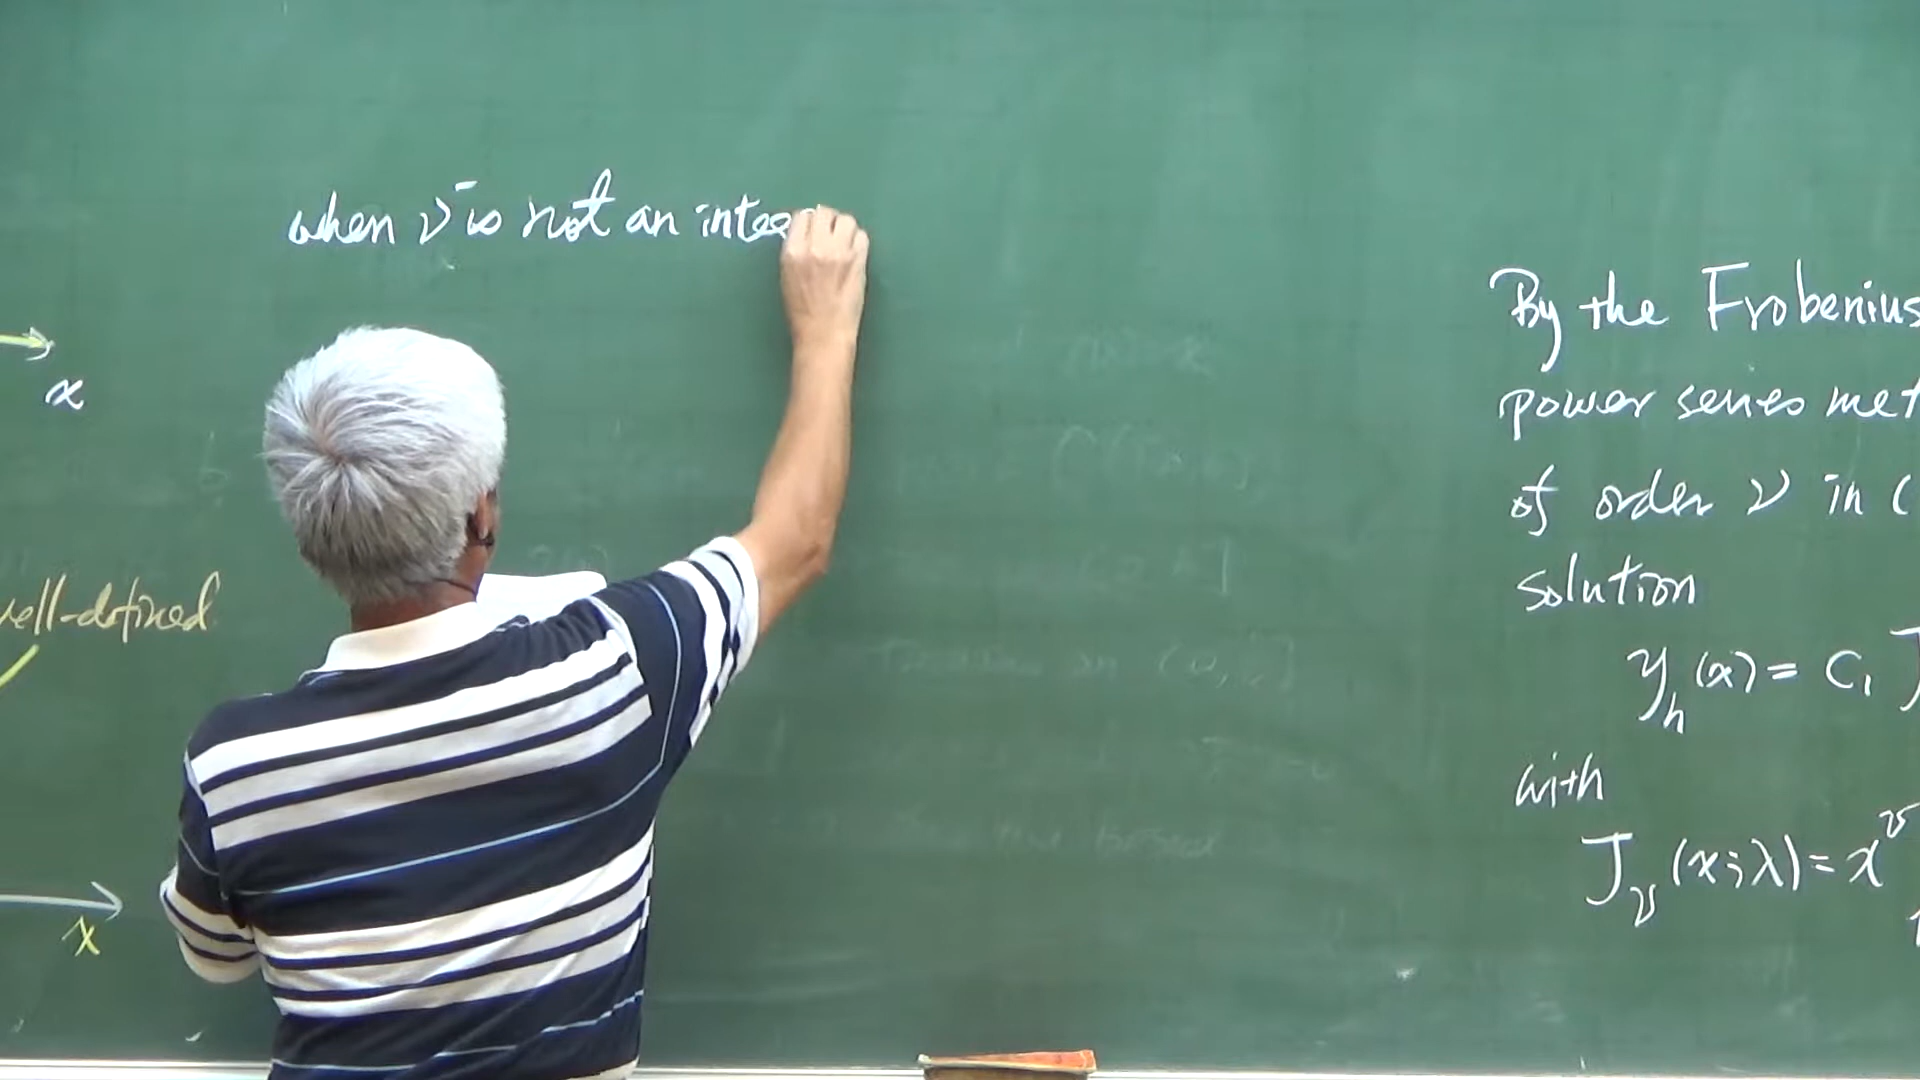 when ν is not an intege
x
well-defined
x
By the Frobenius
power series met
of order ν in (
solution
y_h(x) = C₁ J
with
J_ν(x;λ) = x^ν